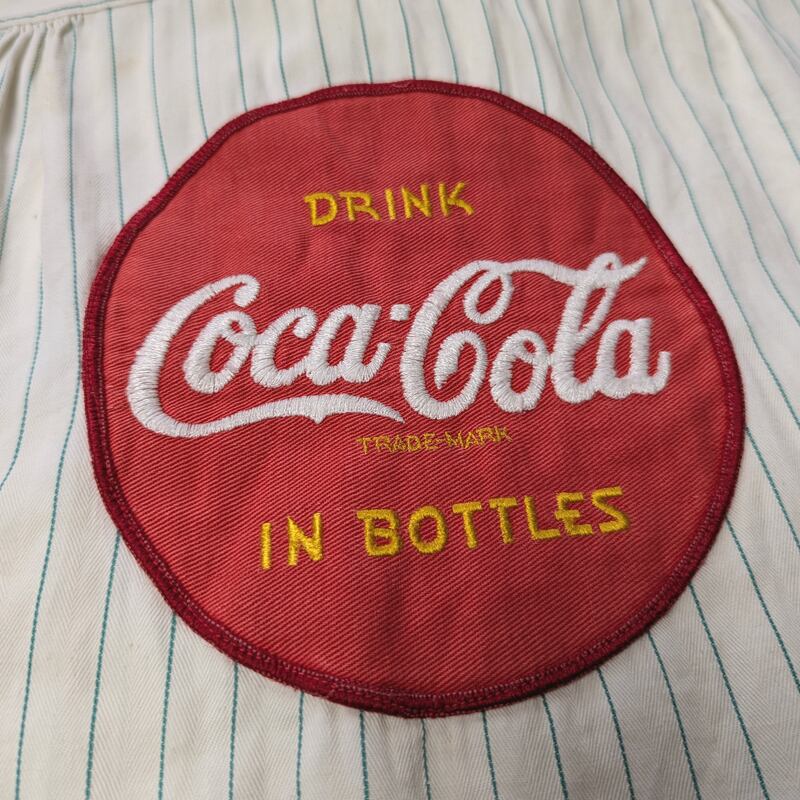 DRINK
Coca-Cola
TRADE-MARK
IN BOTTLES